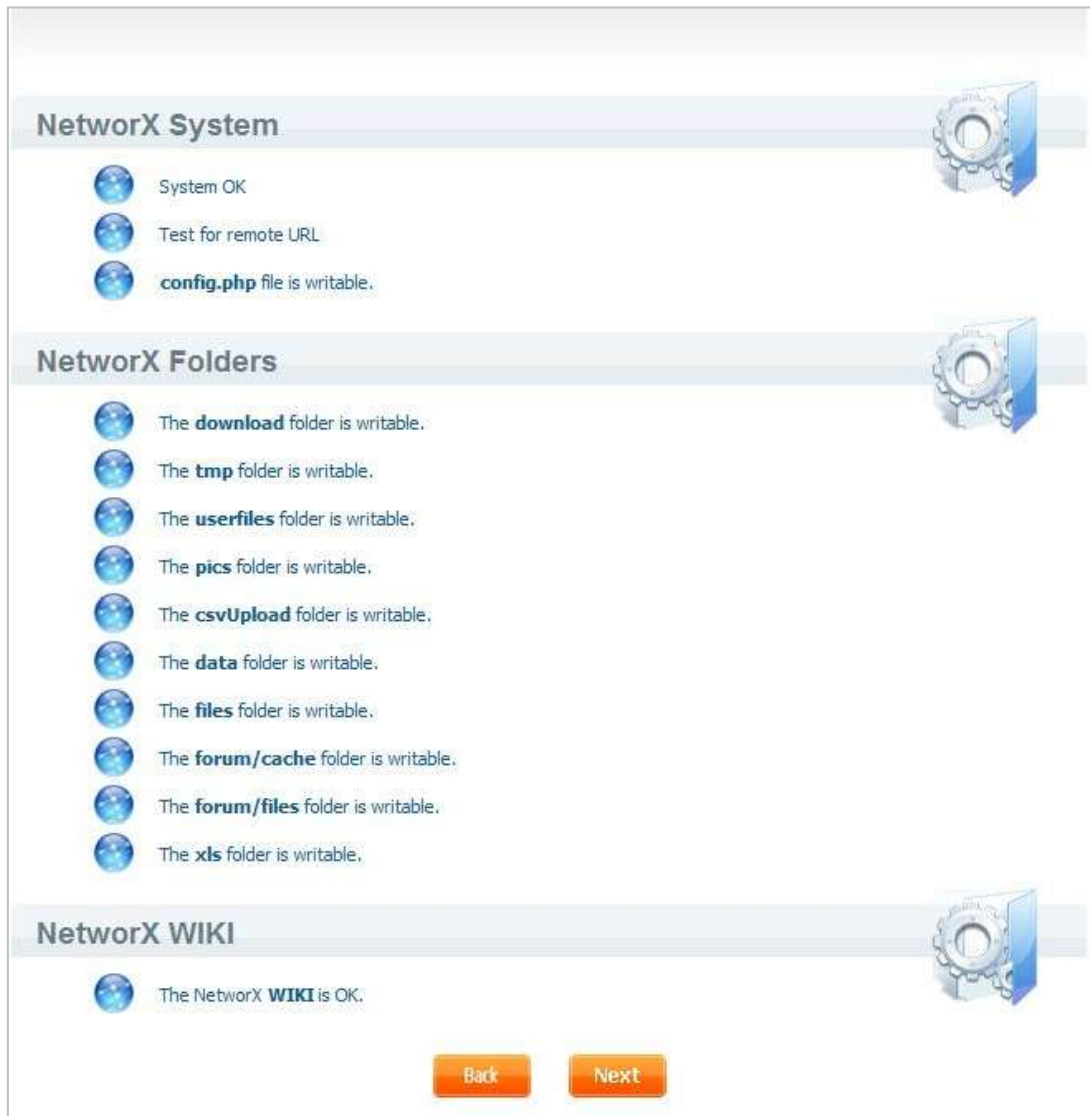 NetworX System
System OK
Test for remote URL
config.php file is writable.
NetworX Folders
The download folder is writable.
The tmp folder is writable.
The userfiles folder is writable.
The pics folder is writable.
The csvUpload folder is writable.
The data folder is writable.
The files folder is writable.
The forum/cache folder is writable.
The forum/files folder is writable.
The xls folder is writable.
NetworX WIKI
The NetworX WIKI is OK.
Back Next